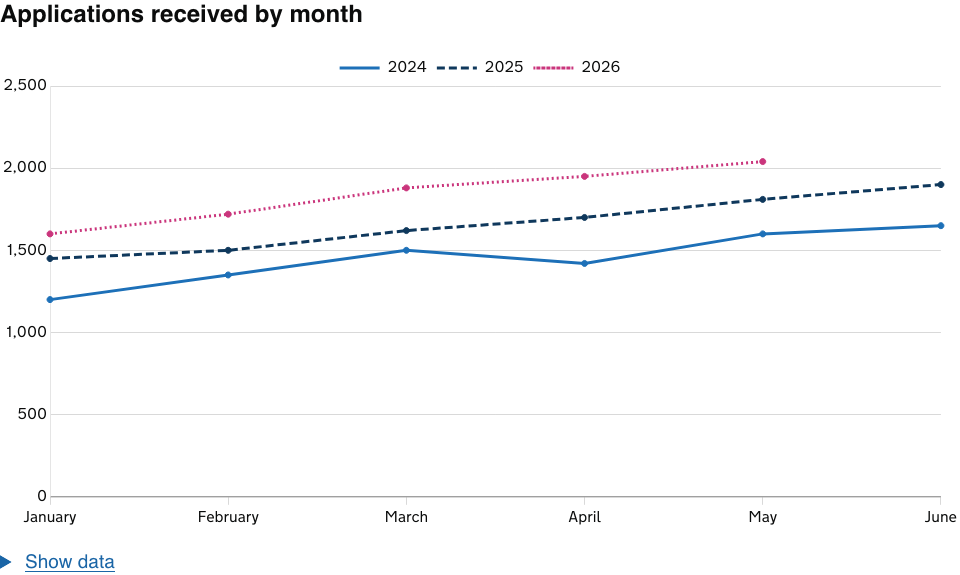 Applications received by month
2024 2025 2026
2,500
2,000
1,500
1,000
500
0
January February March April May June
Show data